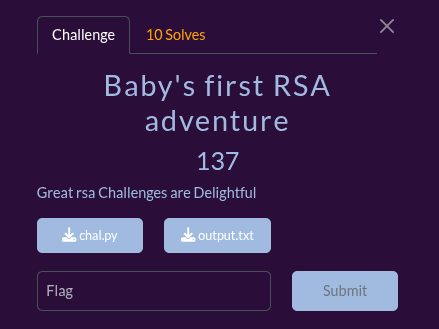 Challenge
10 Solves
Baby's first RSA
adventure
137
Great rsa Challenges are Delightful
chal.py
output.txt
Flag
Submit